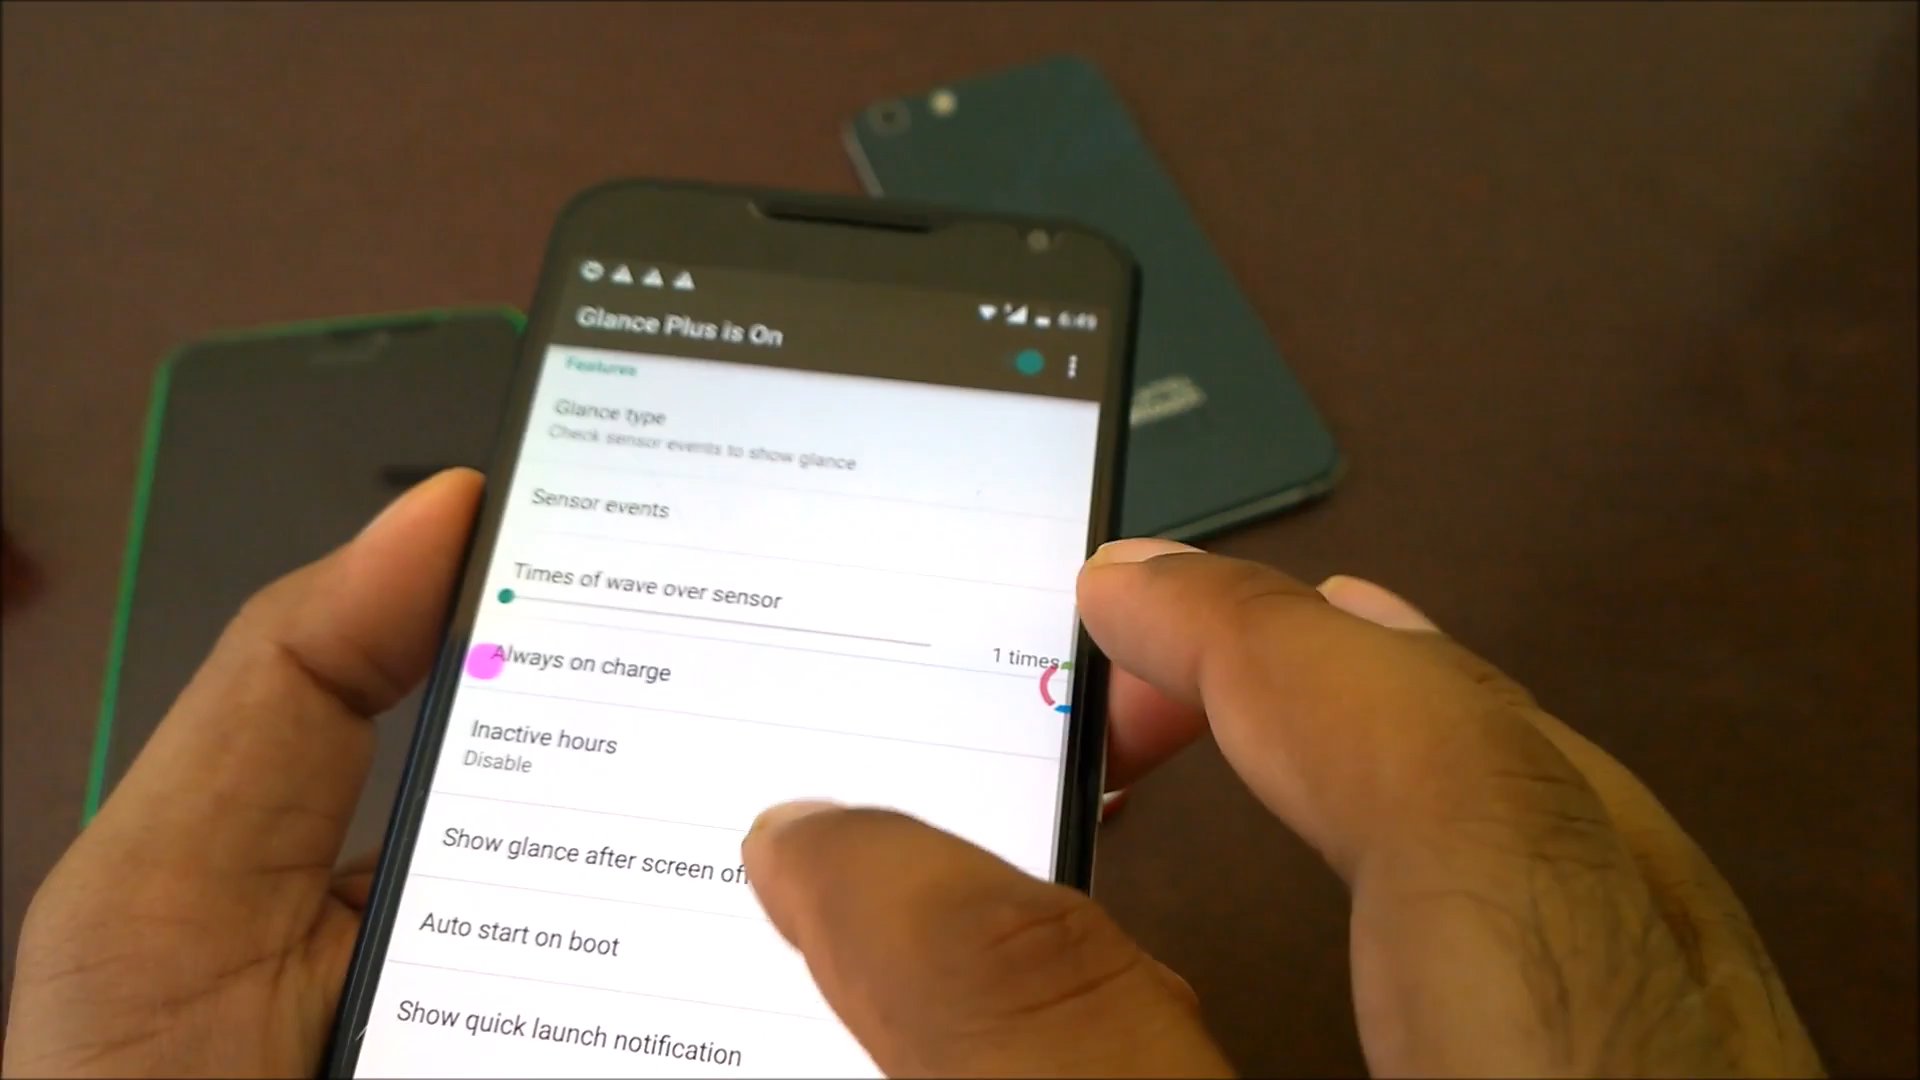 6:49
Glance Plus is On
Features
Glance type
Check sensor events to show glance
Sensor events
Times of wave over sensor
1 times
Always on charge
Inactive hours
Disable
Show glance after screen off
Auto start on boot
Show quick launch notification